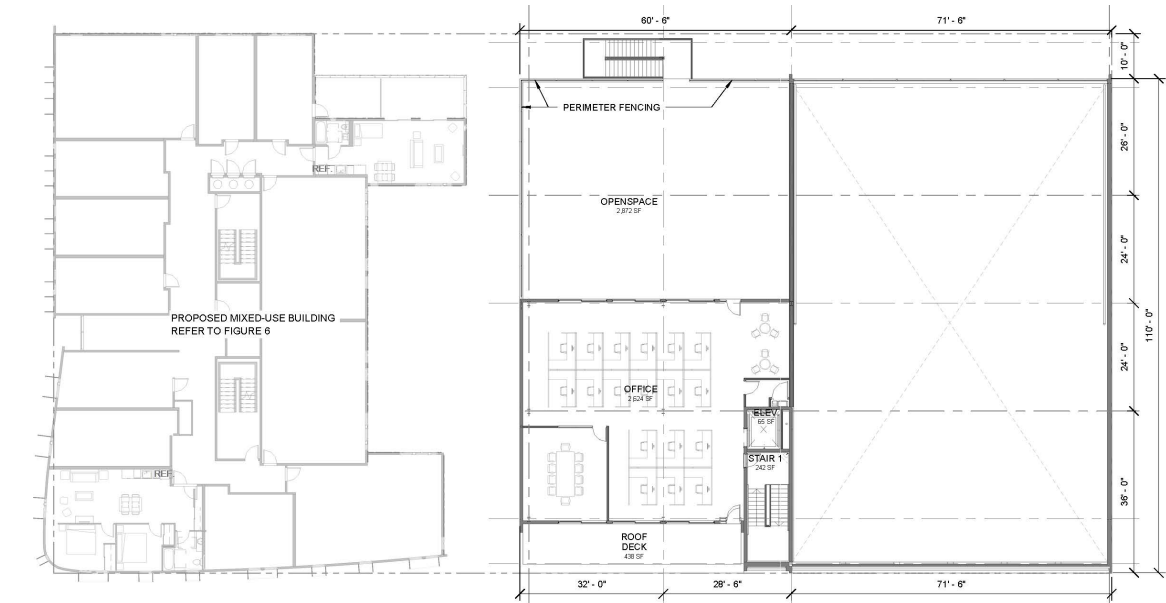 60' - 6"
71' - 6"
10' - 0"
PERIMETER FENCING
26' - 0"
REF.
OPENSPACE
2,872 SF
24' - 0"
PROPOSED MIXED-USE BUILDING
REFER TO FIGURE 6
110' - 0"
24' - 0"
OFFICE
2,624 SF
ELEV.
65 SF
STAIR 1
242 SF
REF.
36' - 0"
ROOF
DECK
438 SF
32' - 0"
28' - 6"
71' - 6"